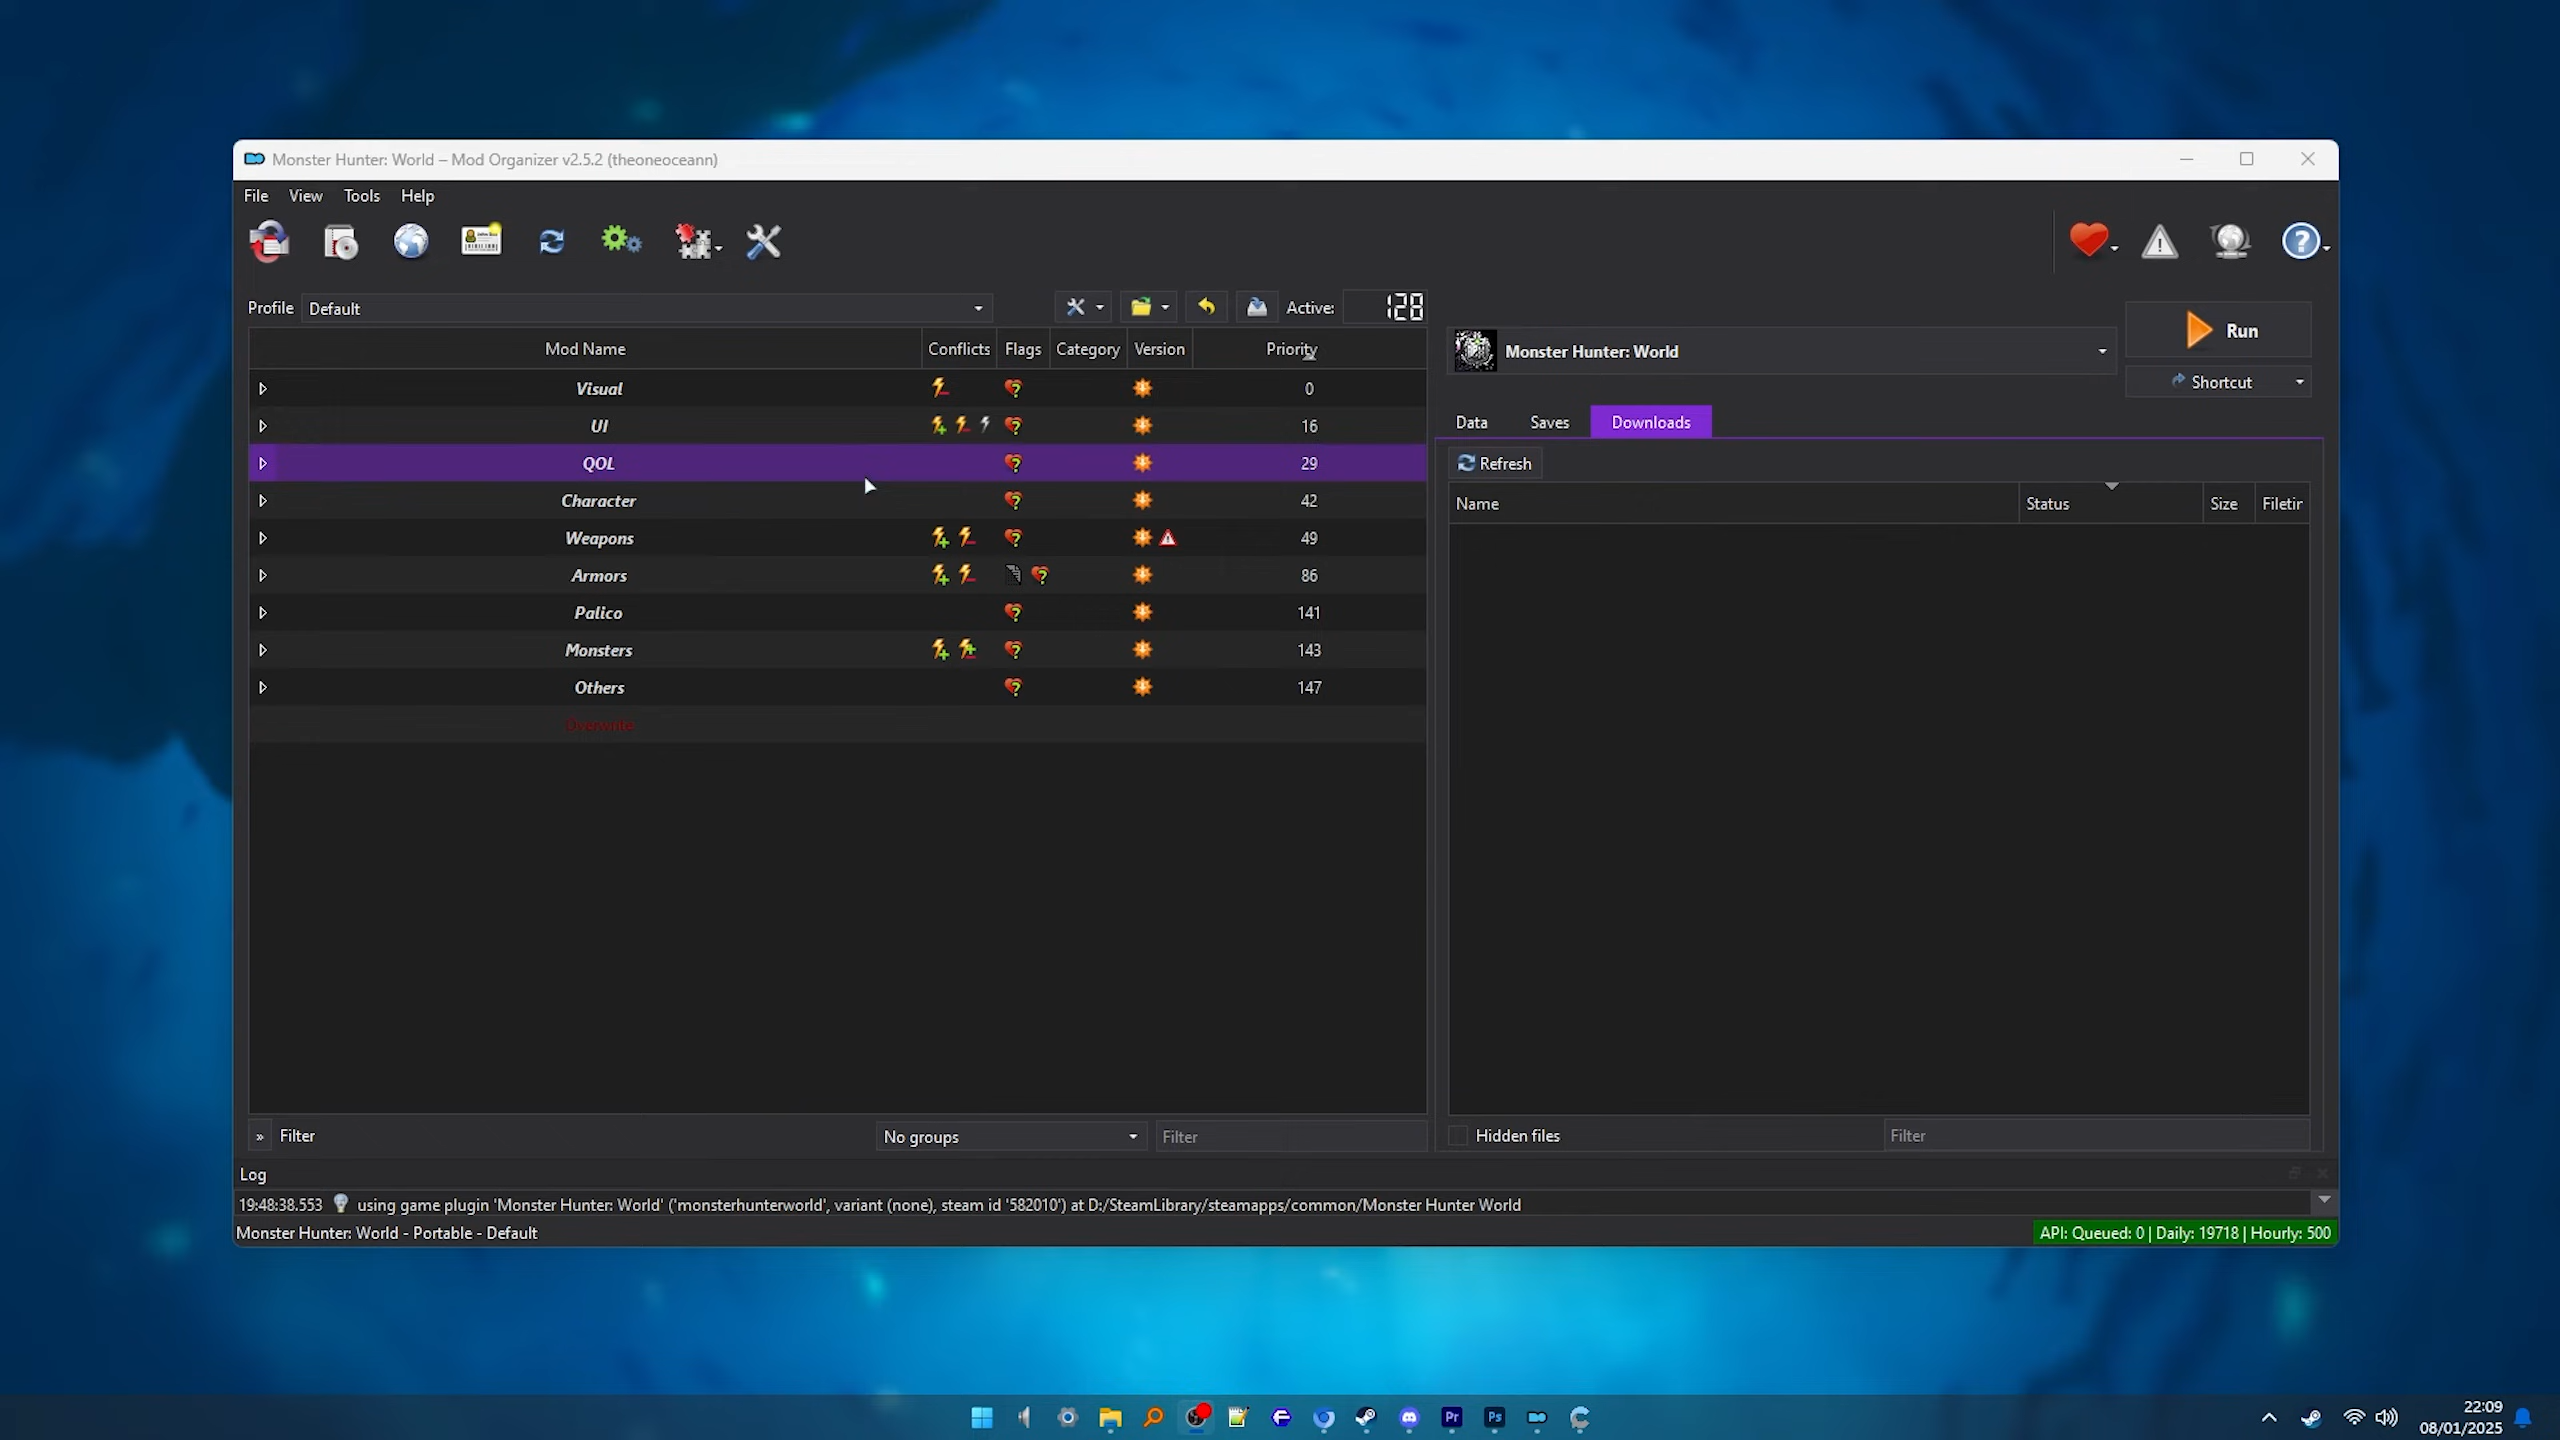 Monster Hunter: World – Mod Organizer v2.5.2 (theoneoceann)
File View Tools Help
Profile Default Active: 128
Mod Name Conflicts Flags Category Version Priority
Visual 0
UI 16
QOL 29
Character 42
Weapons 49
Armors 86
Palico 141
Monsters 143
Others 147
Overwrite
No groups
» Filter
Filter
Monster Hunter: World
Run
Shortcut
Data Saves Downloads
Refresh
Name Status Size Filetir
Hidden files Filter
Log
19:48:38.553 using game plugin 'Monster Hunter: World' ('monsterhunterworld', variant (none), steam id '582010') at D:/SteamLibrary/steamapps/common/Monster Hunter World
Monster Hunter: World - Portable - Default
API: Queued: 0 | Daily: 19718 | Hourly: 500
Pr
Ps
22:09
08/01/2025